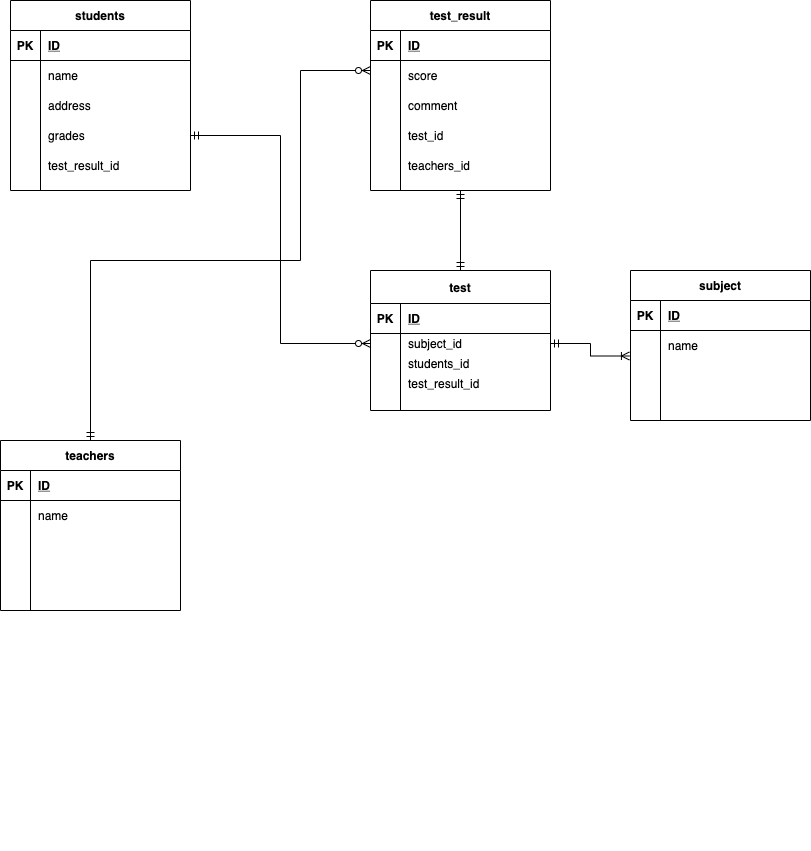 students
PK ID
name
address
grades
test_result_id
test_result
PK ID
score
comment
test_id
teachers_id
test
PK ID
subject_id
students_id
test_result_id
subject
PK ID
name
teachers
PK ID
name